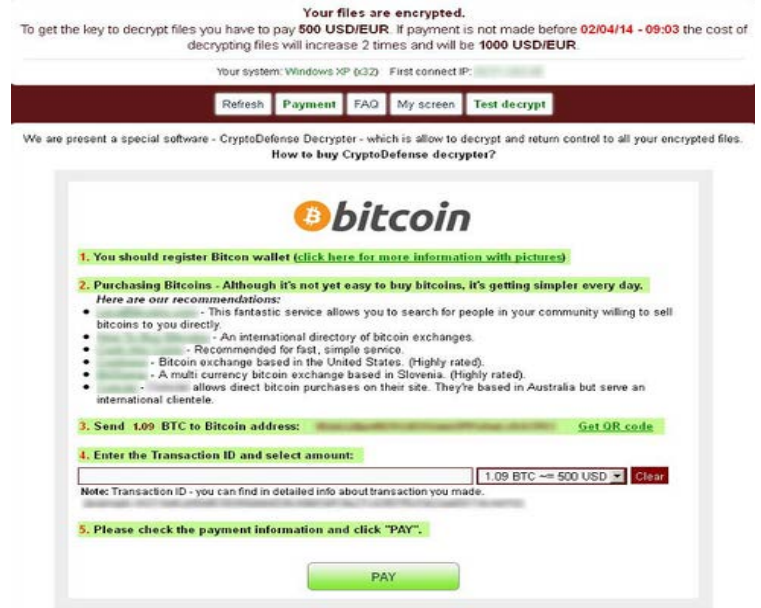 Your files are encrypted.
To get the key to decrypt files you have to pay 500 USD/EUR. If payment is not made before 02/04/14 - 09:03 the cost of
decrypting files will increase 2 times and will be 1000 USD/EUR
Your system: Windows XP (x32) First connect IP:
Refresh Payment FAQ My screen Test decrypt
We are present a special software - CryptoDefense Decrypter - which is allow to decrypt and return control to all your encrypted files.
How to buy CryptoDefense decrypter?
bitcoin
1. You should register Bitcon wallet (click here for more information with pictures)
2. Purchasing Bitcoins - Although it's not yet easy to buy bitcoins, it's getting simpler every day.
Here are our recommendations:
- This fantastic service allows you to search for people in your community willing to sell
bitcoins to you directly.
- An international directory of bitcoin exchanges.
- Recommended for fast, simple service.
- Bitcoin exchange based in the United States. (Highly rated).
- A multi currency bitcoin exchange based in Slovenia. (Highly rated).
- allows direct bitcoin purchases on their site. They're based in Australia but serve an
international clientele.
3. Send 1.09 BTC to Bitcoin address: Get QR code
4. Enter the Transaction ID and select amount:
1.09 BTC ~= 500 USD Clear
Note: Transaction ID - you can find in detailed info about transaction you made.
5. Please check the payment information and click "PAY".
PAY